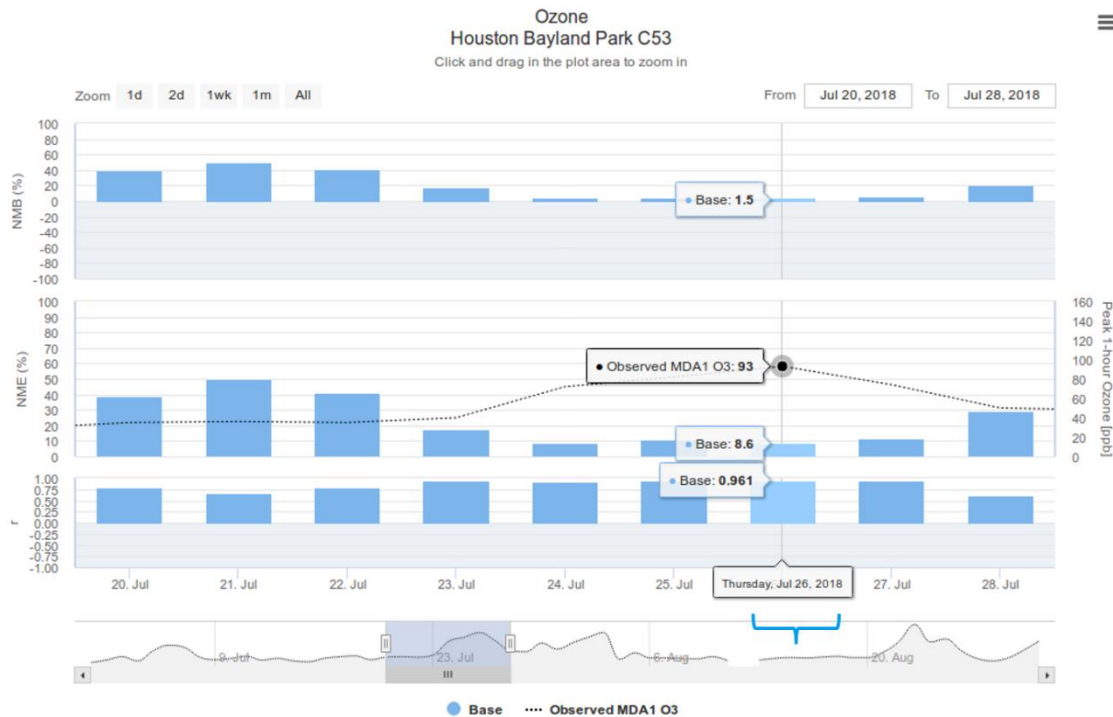 Ozone
Houston Bayland Park C53
Click and drag in the plot area to zoom in
Zoom 1d 2d 1wk 1m All From Jul 20, 2018 To Jul 28, 2018
NMB (%)
100
80
60
40
20
0
-20
-40
-60
-80
-100
Base: 1.5
NME (%)
100
90
80
70
60
50
40
30
20
10
0
Observed MDA1 O3: 93
Base: 8.6
Peak 1-hour Ozone [ppb]
160
140
120
100
80
60
40
20
0
r
1.00
0.75
0.50
0.25
0.00
-0.25
-0.50
-0.75
-1.00
Base: 0.961
20. Jul 21. Jul 22. Jul 23. Jul 24. Jul 25. Jul Thursday, Jul 26, 2018 27. Jul 28. Jul
9. Jul 23. Jul 6. Aug 20. Aug
Base Observed MDA1 O3